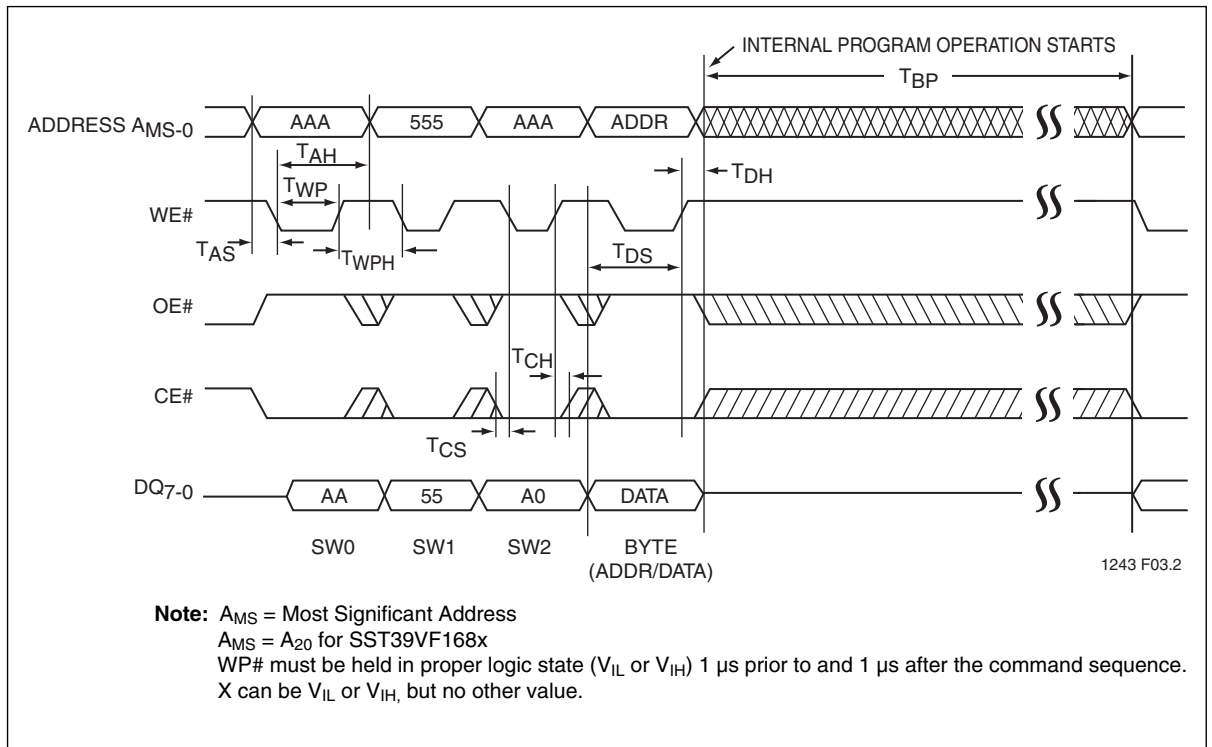 INTERNAL PROGRAM OPERATION STARTS
TBP
ADDRESS AMS-0
AAA 555 AAA ADDR
TAH
TDH
TWP
WE#
TAS
TWPH
TDS
OE#
TCH
CE#
TCS
DQ7-0
AA 55 A0 DATA
SW0 SW1 SW2 BYTE
(ADDR/DATA)
1243 F03.2
Note: AMS = Most Significant Address
AMS = A20 for SST39VF168x
WP# must be held in proper logic state (VIL or VIH) 1 µs prior to and 1 µs after the command sequence.
X can be VIL or VIH, but no other value.